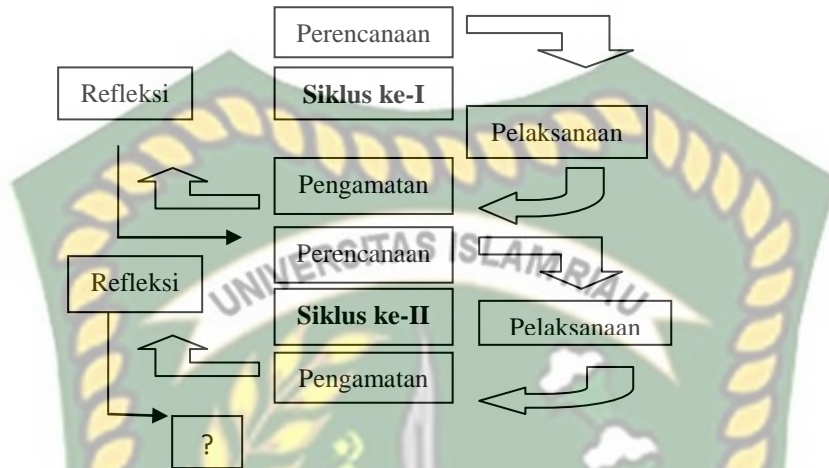 Perencanaan
Refleksi
Siklus ke-I
Pelaksanaan
Pengamatan
Perencanaan
UNIVERSITAS ISLAM RIAU
Refleksi
Siklus ke-II
Pelaksanaan
Pengamatan
?